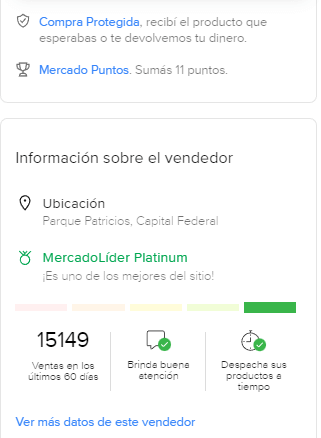 Compra Protegida, recibí el producto que
esperabas o te devolvemos tu dinero.
Mercado Puntos. Sumás 11 puntos.
Información sobre el vendedor
Ubicación
Parque Patricios, Capital Federal
MercadoLíder Platinum
¡Es uno de los mejores del sitio!
15149
Ventas en los
últimos 60 días
Brinda buena
atención
Despacha sus
productos a
tiempo
Ver más datos de este vendedor